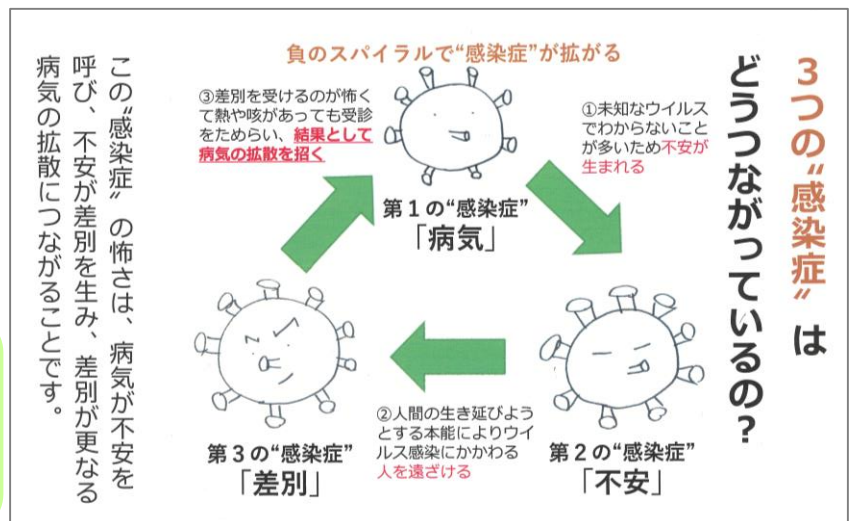 3つの“感染症”は
どうつながっているの？
負のスパイラルで“感染症”が拡がる
第1の“感染症”
「病気」
①未知なウイルス
でわからないこと
が多いため不安が
生まれる
第2の“感染症”
「不安」
②人間の生き延びよう
とする本能によりウイ
ルス感染にかかわる
人を遠ざける
第3の“感染症”
「差別」
③差別を受けるのが怖く
て熱や咳があっても受診
をためらい、結果として
病気の拡散を招く
この“感染症”の怖さは、病気が不安を
呼び、不安が差別を生み、差別が更なる
病気の拡散につながることです。